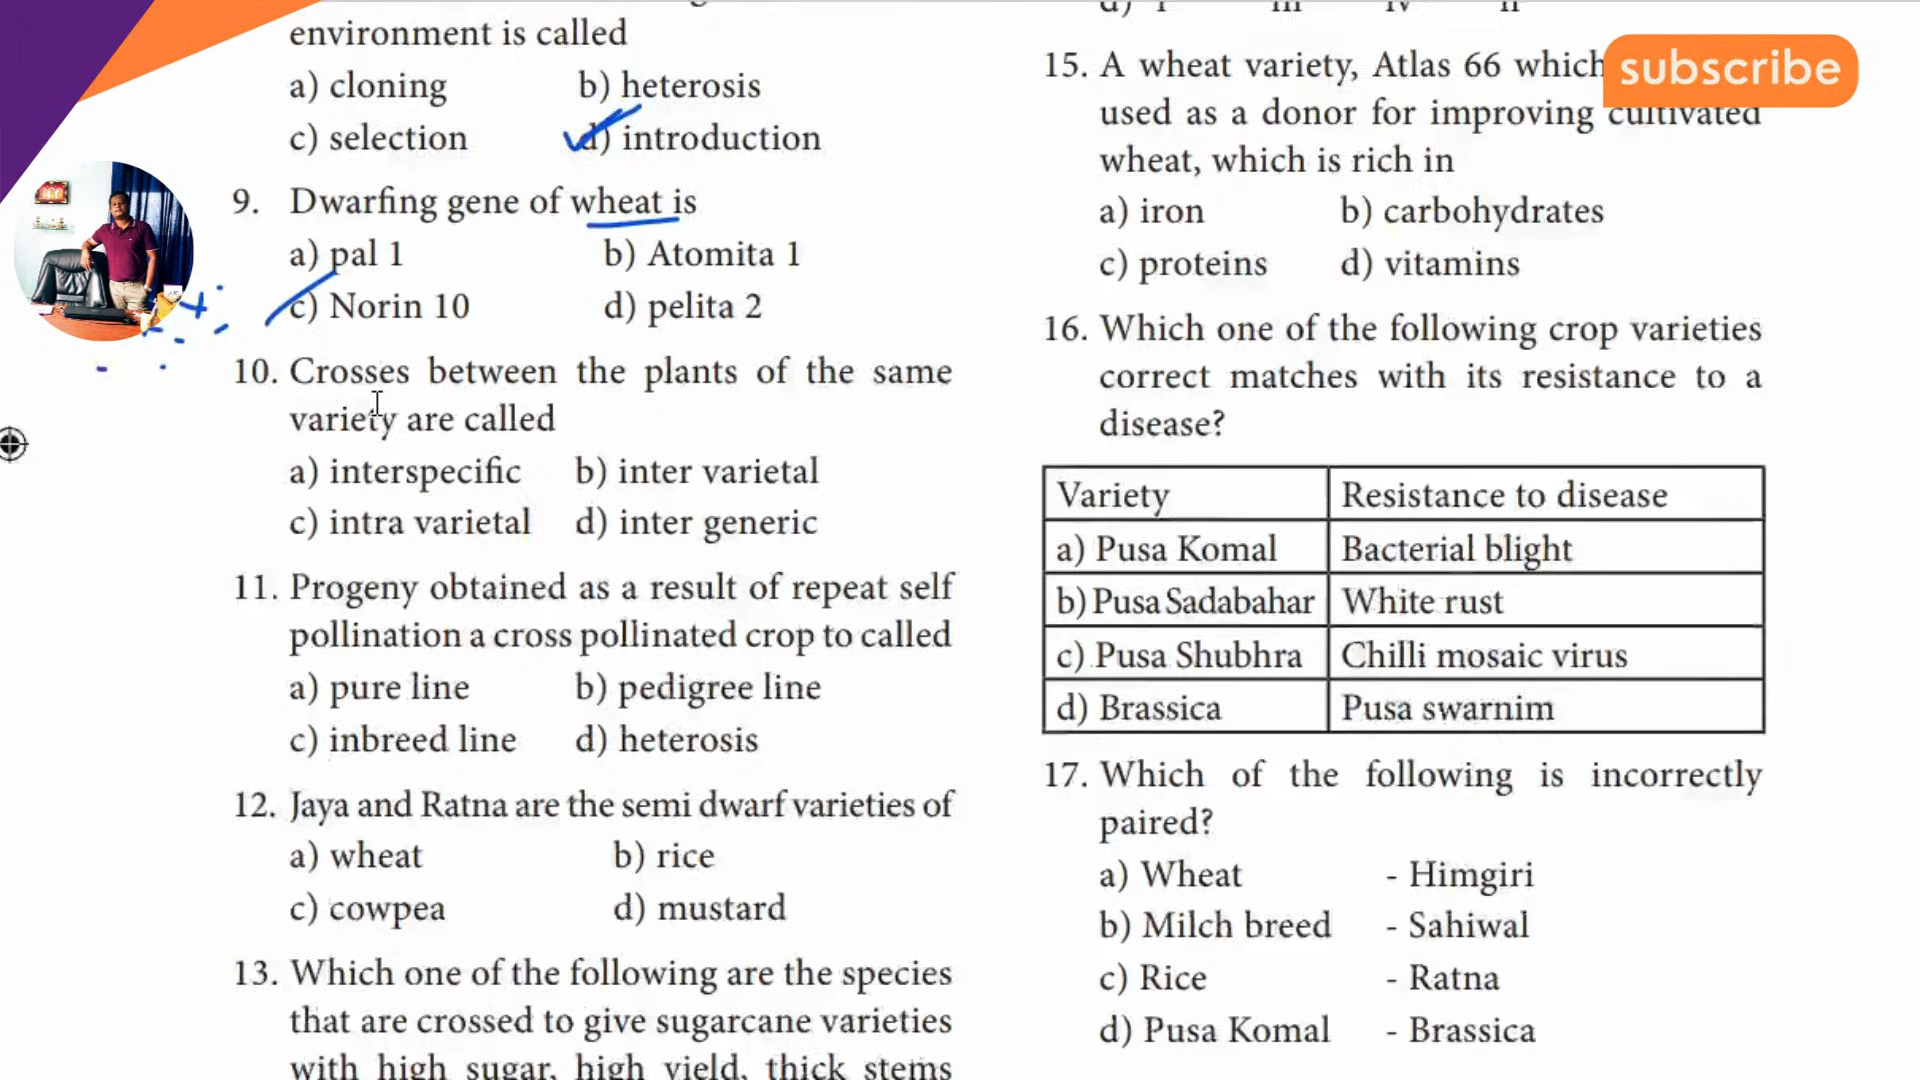 environment is called
a) cloning b) heterosis
c) selection d) introduction
9. Dwarfing gene of wheat is
a) pal 1 b) Atomita 1
c) Norin 10 d) pelita 2
10. Crosses between the plants of the same
variety are called
a) interspecific b) inter varietal
c) intra varietal d) inter generic
11. Progeny obtained as a result of repeat self
pollination a cross pollinated crop to called
a) pure line b) pedigree line
c) inbreed line d) heterosis
12. Jaya and Ratna are the semi dwarf varieties of
a) wheat b) rice
c) cowpea d) mustard
13. Which one of the following are the species
that are crossed to give sugarcane varieties
with high sugar, high yield, thick stems
15. A wheat variety, Atlas 66 which
used as a donor for improving cultivated
wheat, which is rich in
a) iron b) carbohydrates
c) proteins d) vitamins
16. Which one of the following crop varieties
correct matches with its resistance to a
disease?
Variety Resistance to disease
a) Pusa Komal Bacterial blight
b) Pusa Sadabahar White rust
c) Pusa Shubhra Chilli mosaic virus
d) Brassica Pusa swarnim
17. Which of the following is incorrectly
paired?
a) Wheat - Himgiri
b) Milch breed - Sahiwal
c) Rice - Ratna
d) Pusa Komal - Brassica
subscribe